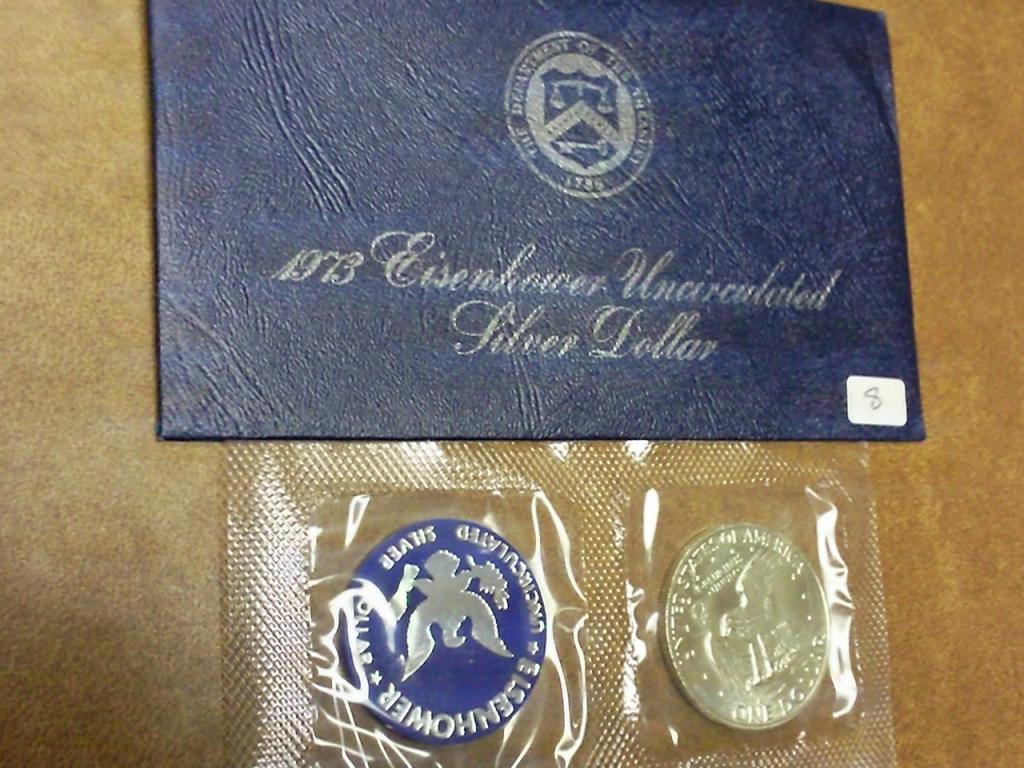 THE DEPARTMENT OF THE TREASURY
1789
1973 Eisenhower Uncirculated
Silver Dollar
8
EISENHOWER ★ UNCIRCULATED SILVER DOLLAR ★
UNITED STATES OF AMERICA
ONE DOLLAR